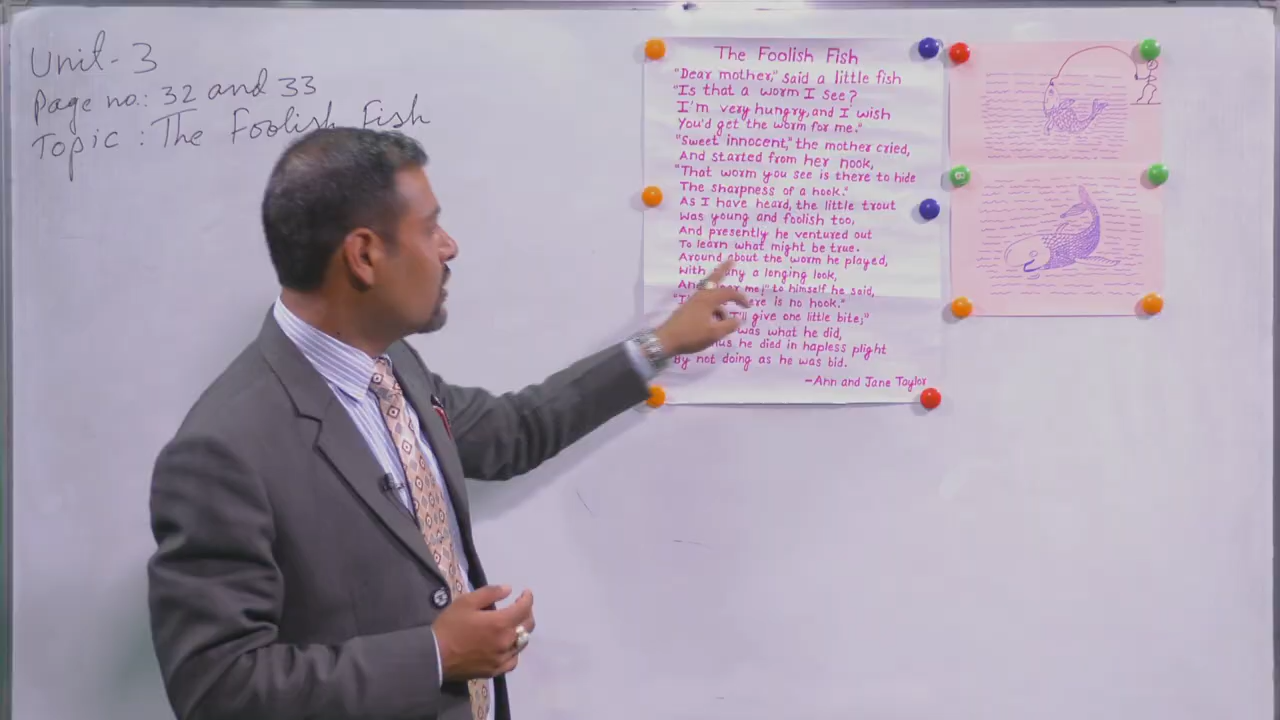 Unit - 3
Page no.: 32 and 33
Topic : The Foolish Fish
The Foolish Fish
"Dear mother," said a little fish
"Is that a worm I see?
I'm very hungry, and I wish
You'd get the worm for me."
"Sweet innocent," the mother cried,
And started from her nook,
"That worm you see is there to hide
The sharpness of a hook."
As I have heard, the little trout
Was young and foolish too,
And presently he ventured out
To learn what might be true.
Around about the worm he played,
With many a longing look,
And me," to himself he said,
there is no hook."
I'll give one little bite;"
was what he did,
he died in hapless plight
By not doing as he was bid.
-Ann and Jane Taylor
8